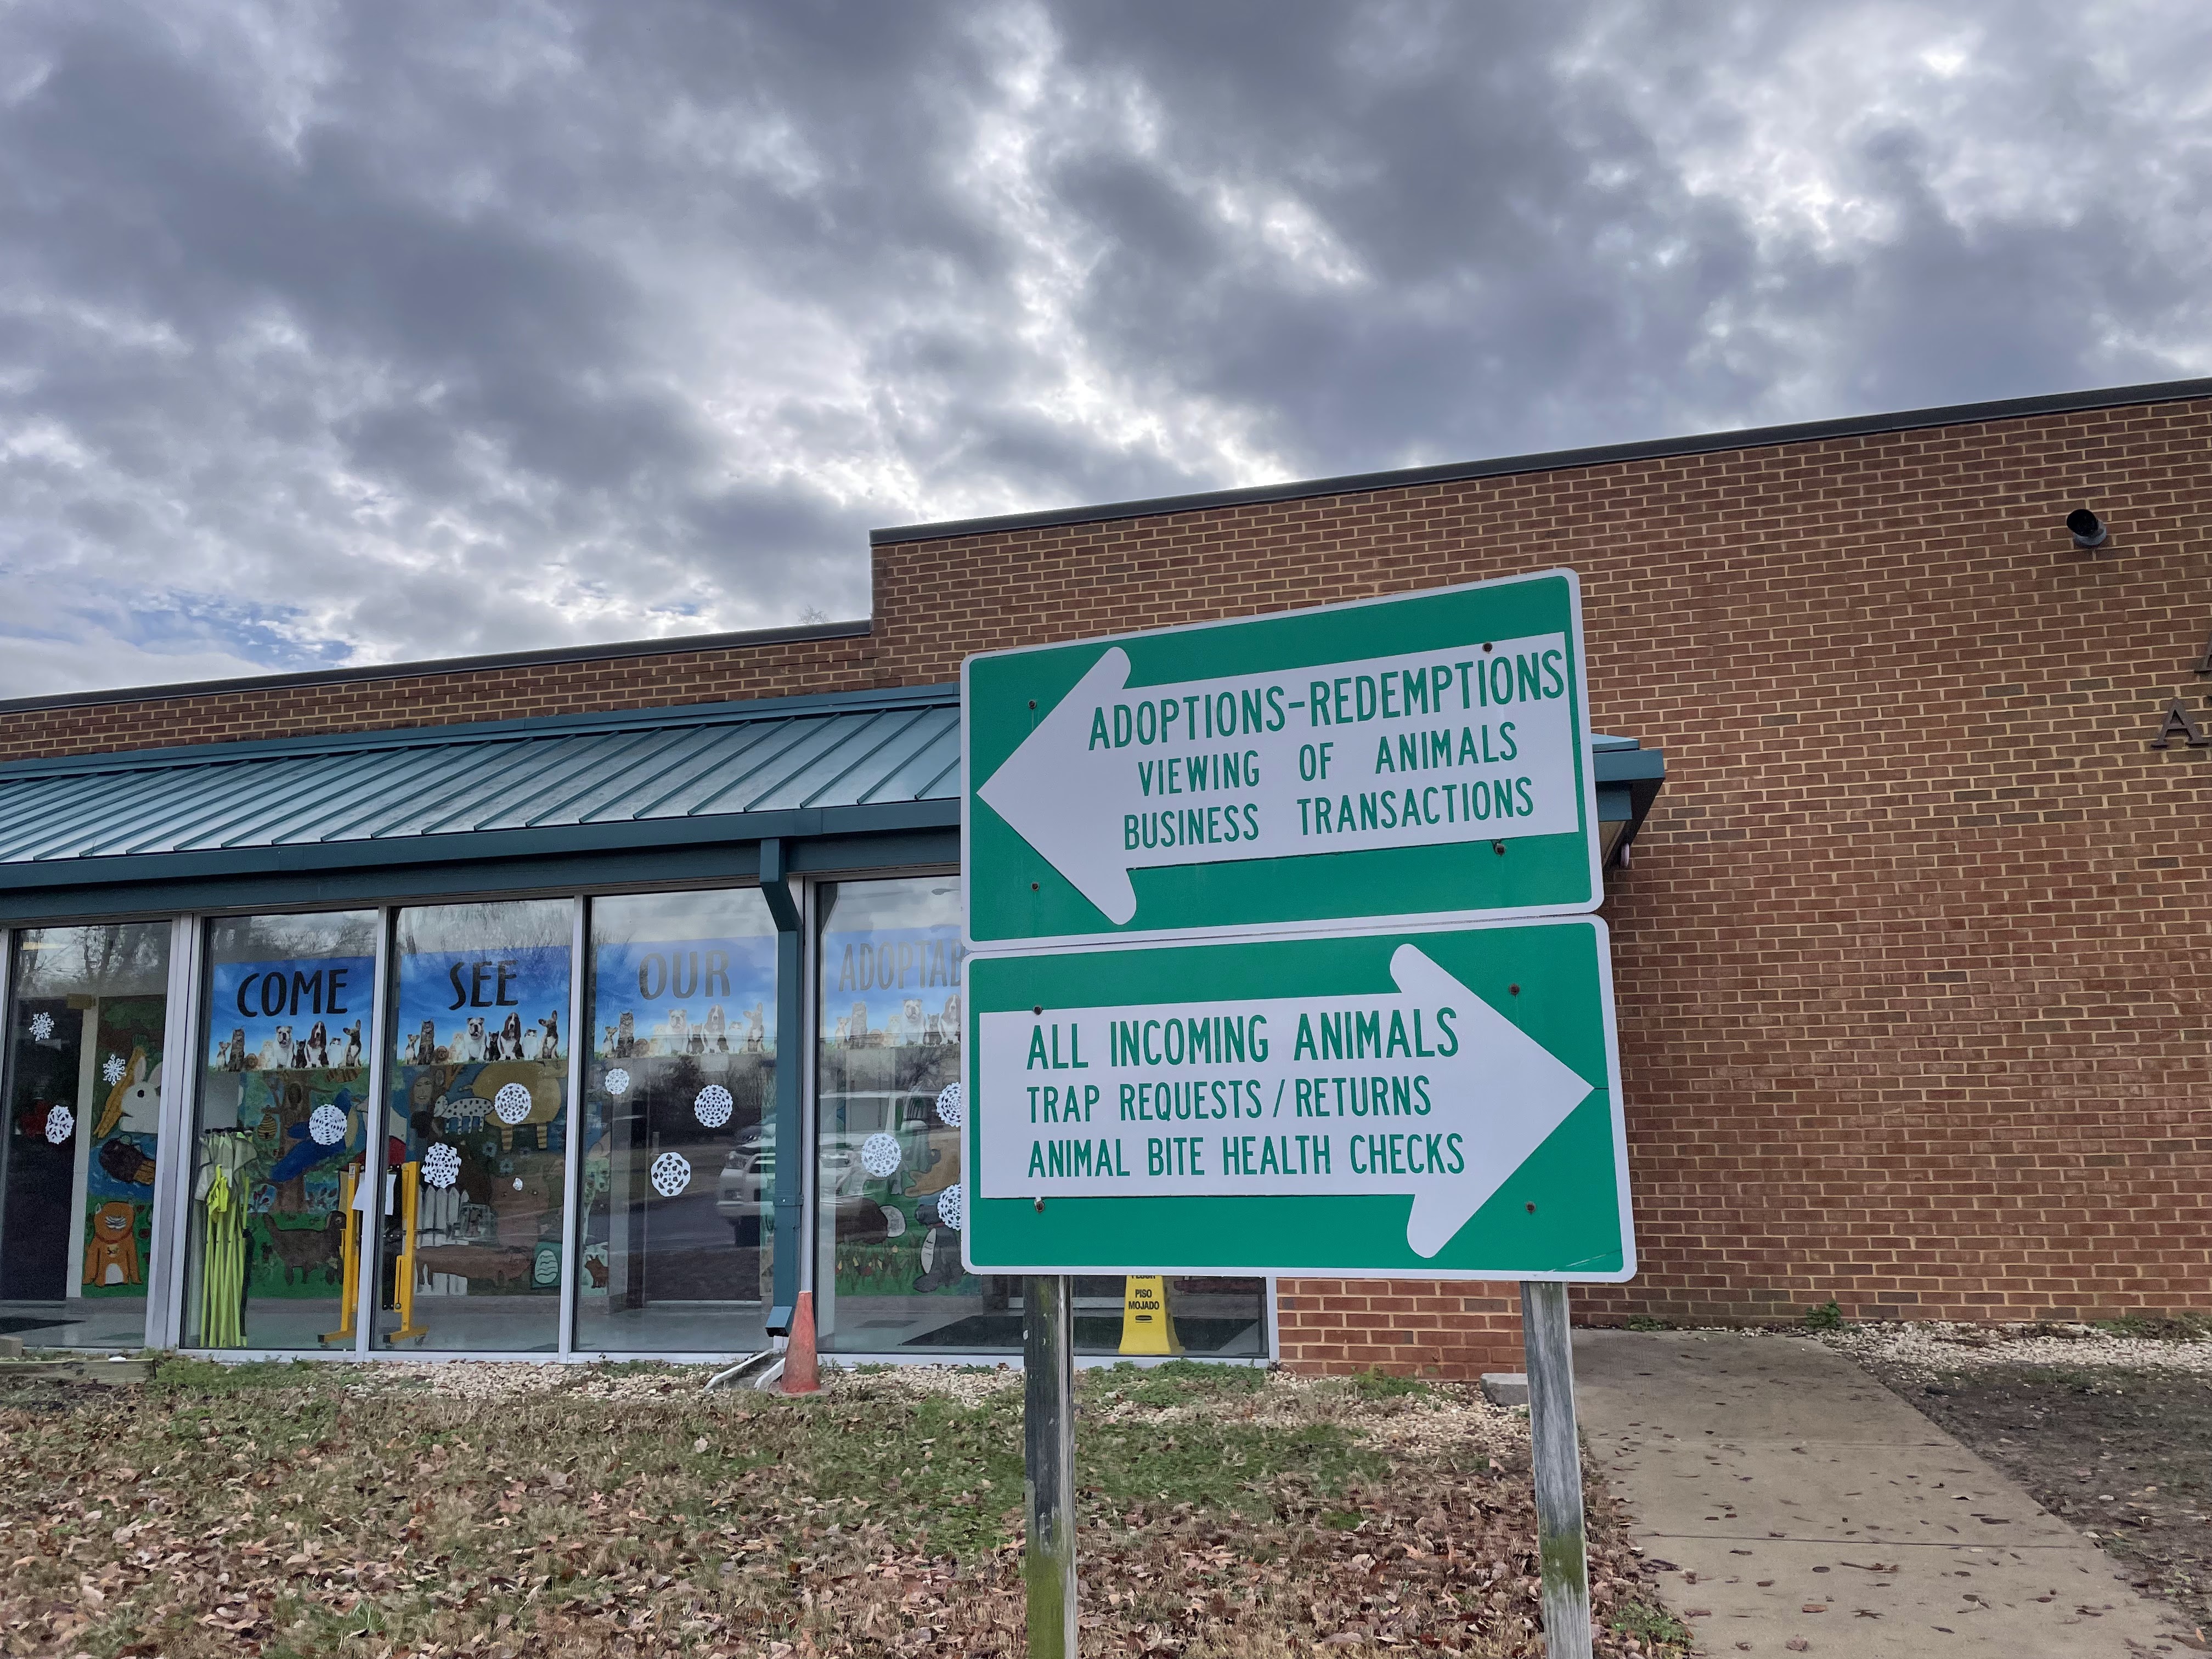 ADOPTIONS-REDEMPTIONS
VIEWING OF ANIMALS
BUSINESS TRANSACTIONS
ALL INCOMING ANIMALS
TRAP REQUESTS / RETURNS
ANIMAL BITE HEALTH CHECKS
COME SEE OUR ADOPTAB
PISO
MOJADO
A